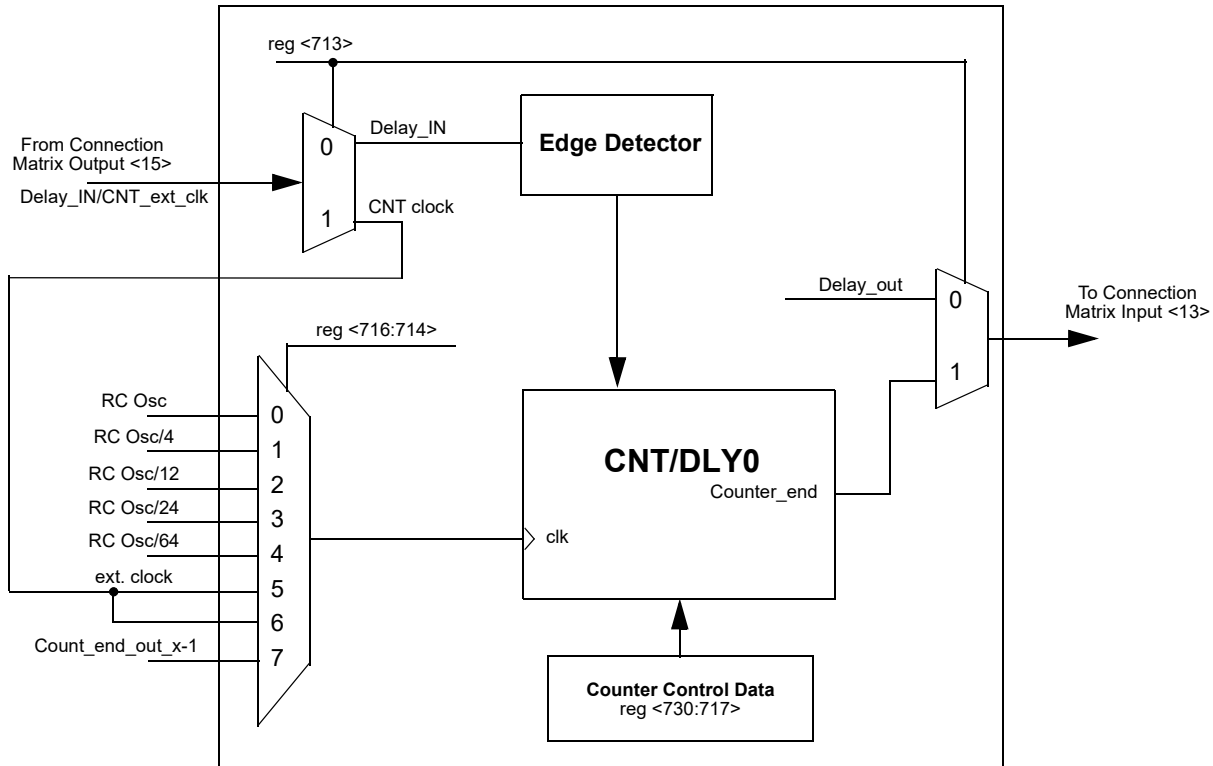 reg <713>
From Connection
Matrix Output <15>
Delay_IN/CNT_ext_clk
0
1
Delay_IN
CNT clock
Edge Detector
Delay_out
0
1
To Connection
Matrix Input <13>
reg <716:714>
RC Osc
RC Osc/4
RC Osc/12
RC Osc/24
RC Osc/64
ext. clock
Count_end_out_x-1
0
1
2
3
4
5
6
7
CNT/DLY0
Counter_end
clk
Counter Control Data
reg <730:717>